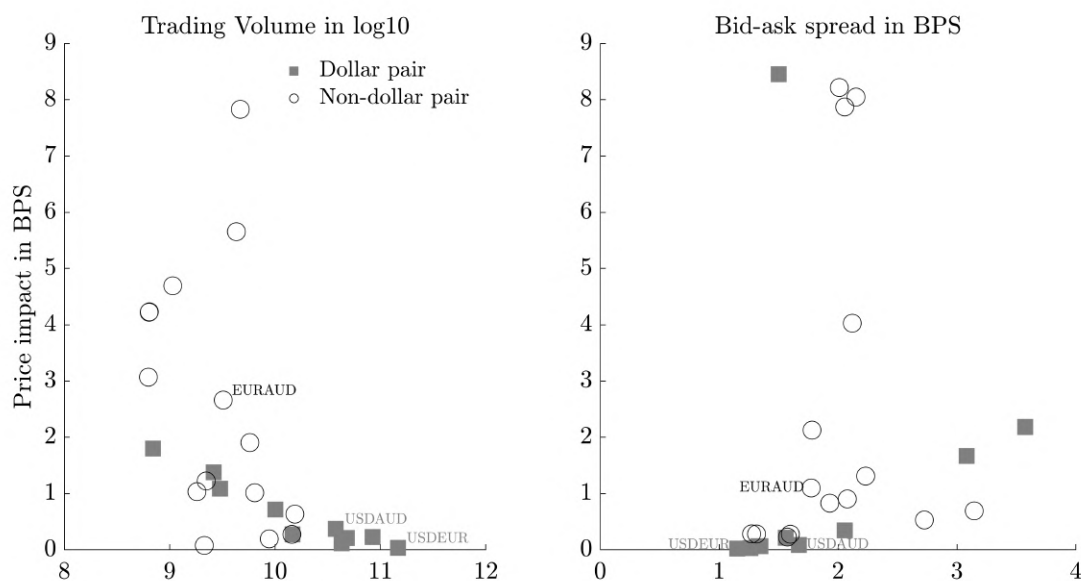 Trading Volume in log10
Bid-ask spread in BPS
Dollar pair
Non-dollar pair
Price impact in BPS
9
8
7
6
5
4
3
2
1
0
8
9
10
11
12
EURAUD
USDAUD
USDEUR
9
8
7
6
5
4
3
2
1
0
0
1
2
3
4
EURAUD
USDEUR
USDAUD